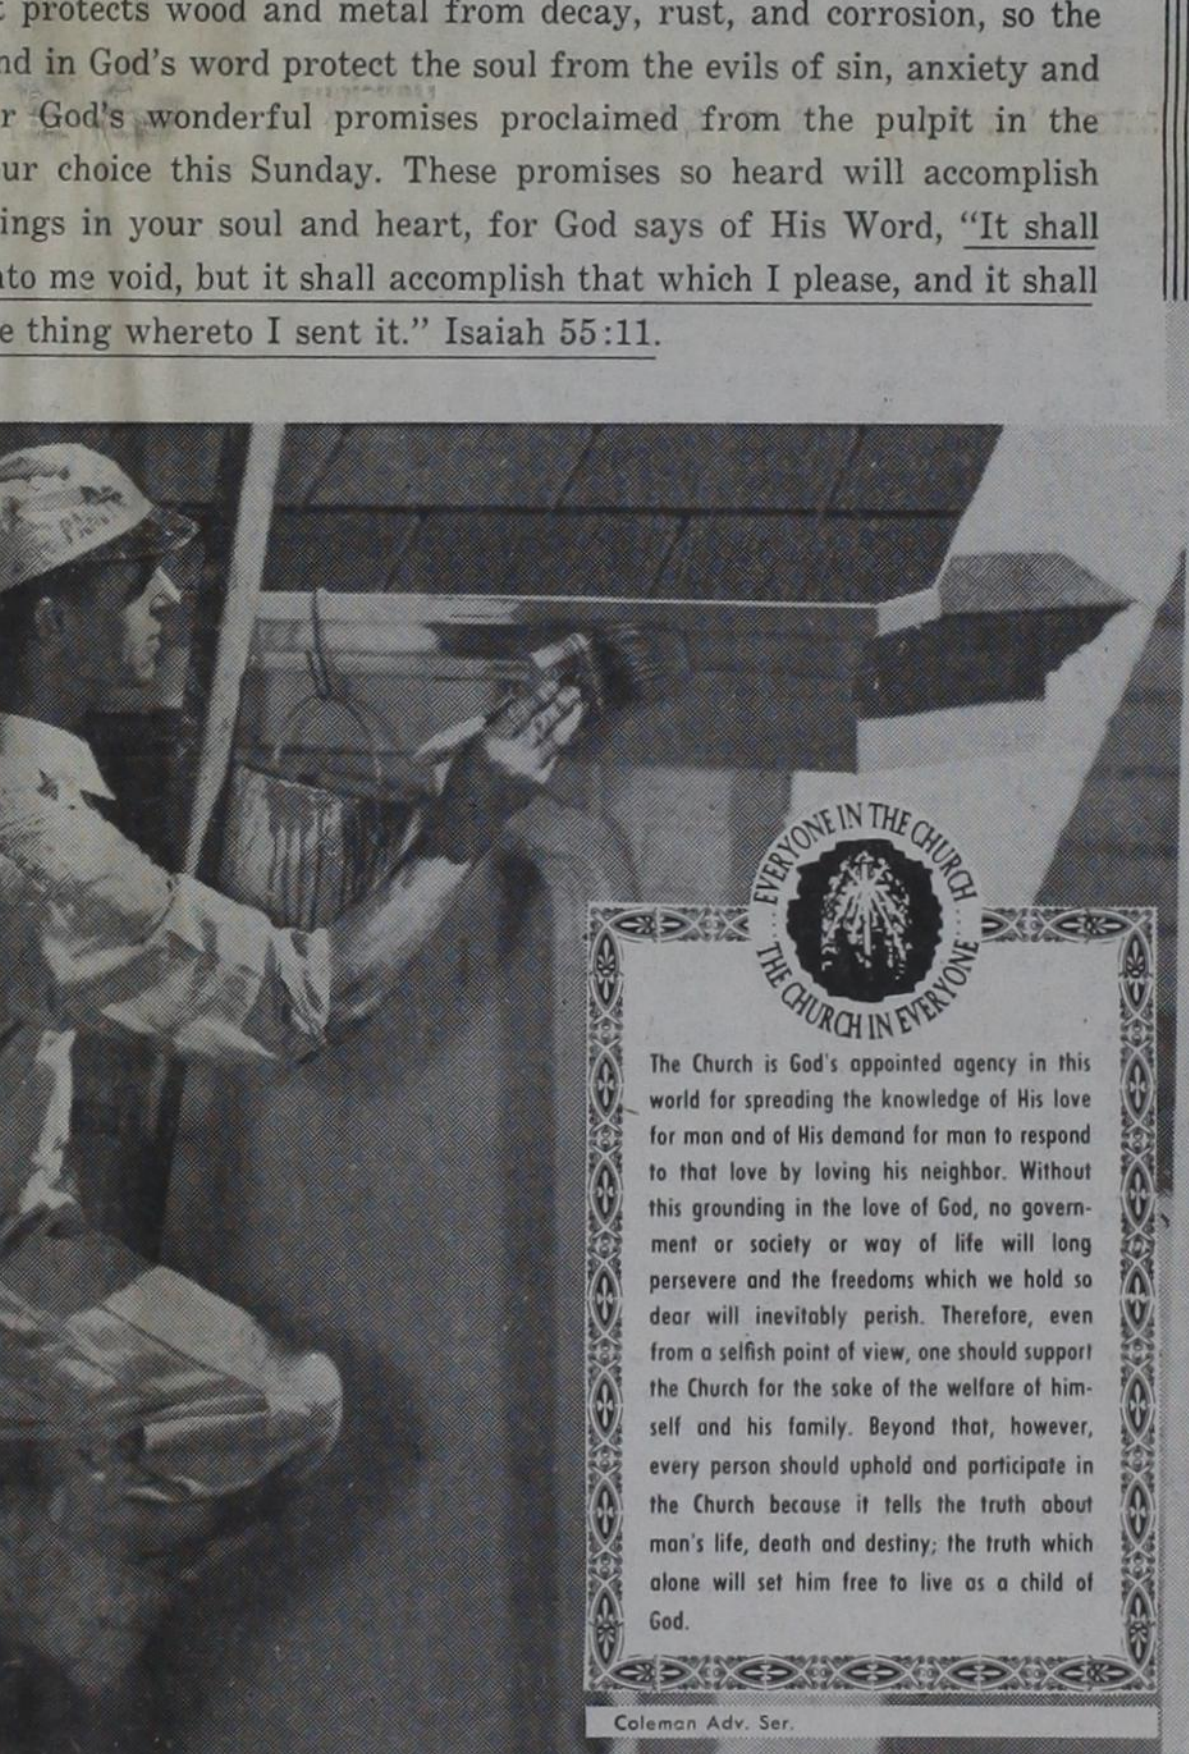 protects wood and metal from decay, rust, and corrosion, so the
in God's word protect the soul from the evils of sin, anxiety and
God's wonderful promises proclaimed from the pulpit in the
choice this Sunday. These promises so heard will accomplish
in your soul and heart, for God says of His Word, “It shall
me void, but it shall accomplish that which I please, and it shall
thing whereto I sent it.” Isaiah 55:11.
EVERYONE IN THE CHURCH
THE CHURCH IN EVERYONE
The Church is God's appointed agency in this
world for spreading the knowledge of His love
for man and of His demand for man to respond
to that love by loving his neighbor. Without
this grounding in the love of God, no govern-
ment or society or way of life will long
persevere and the freedoms which we hold so
dear will inevitably perish. Therefore, even
from a selfish point of view, one should support
the Church for the sake of the welfare of him-
self and his family. Beyond that, however,
every person should uphold and participate in
the Church because it tells the truth about
man's life, death and destiny; the truth which
alone will set him free to live as a child of
God.
Coleman Adv. Ser.